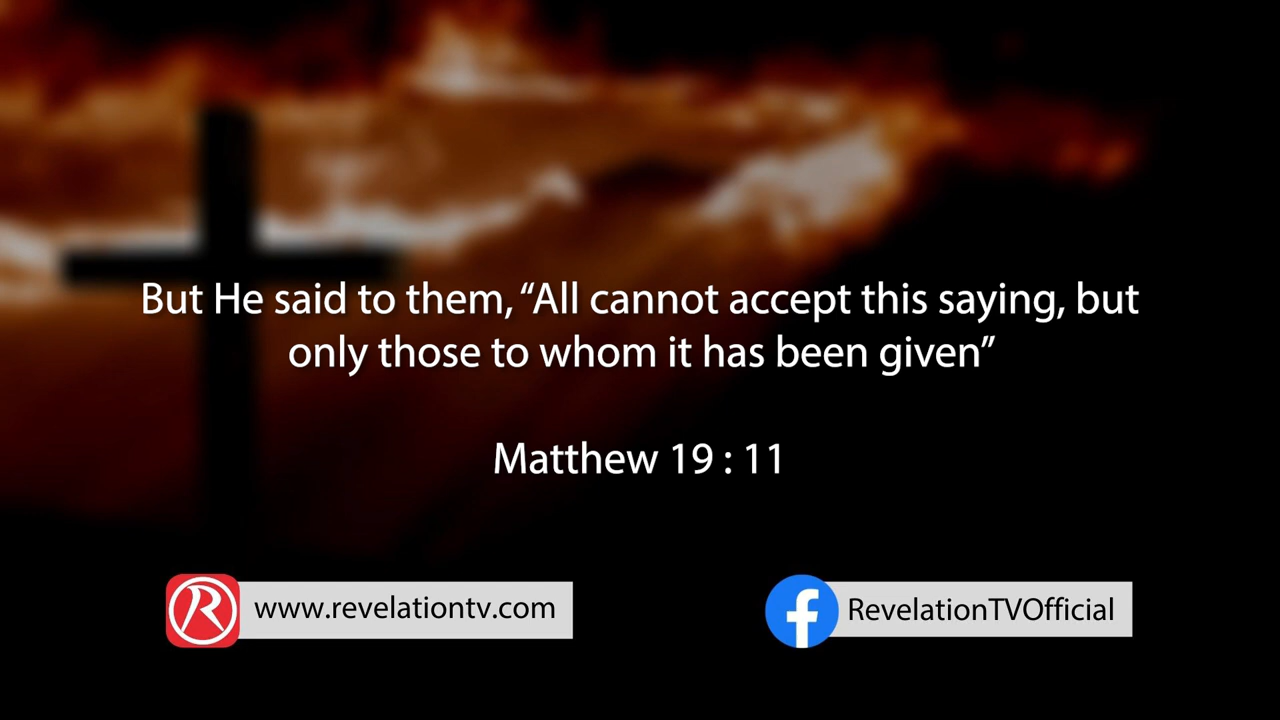 But He said to them, “All cannot accept this saying, but
only those to whom it has been given”
Matthew 19 : 11
www.revelationtv.com
RevelationTVOfficial